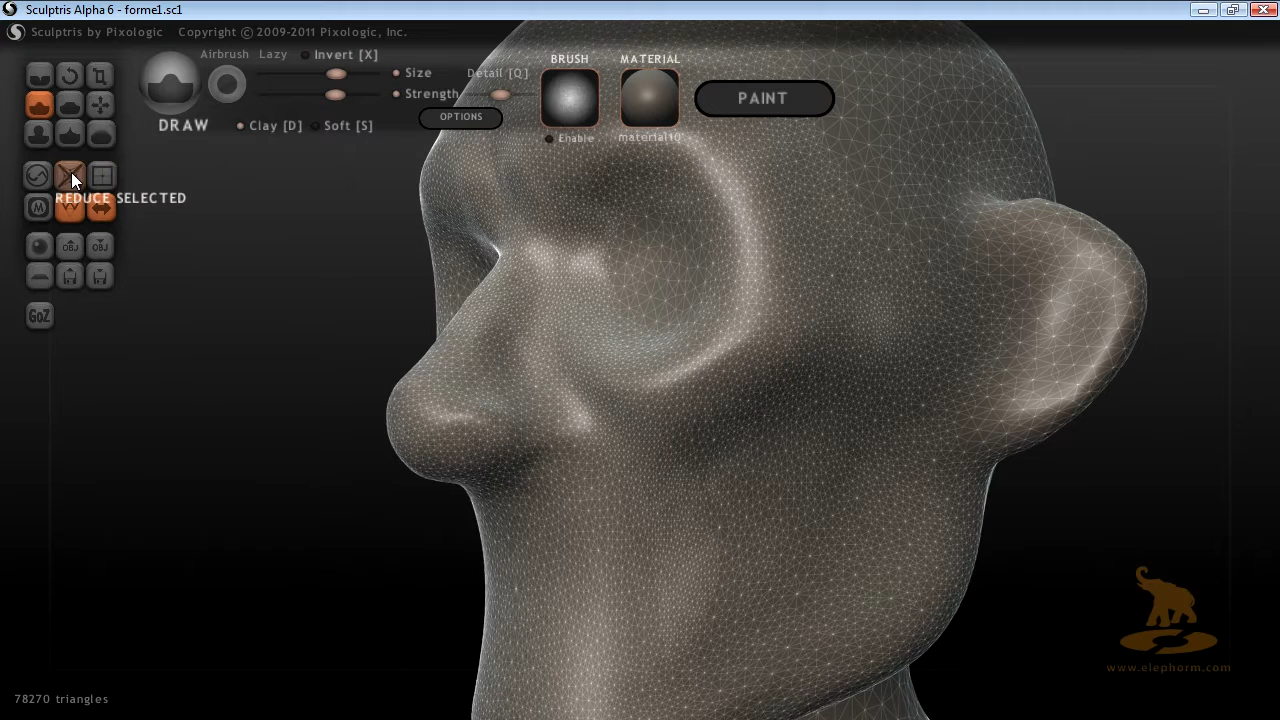 Sculptris Alpha 6 - forme1.sc1
Sculptris by Pixologic Copyright © 2009-2011 Pixologic, Inc.
Airbrush Lazy Invert [X]
Size
Detail [Q]
Strength
OPTIONS
DRAW
Clay [D] Soft [S]
BRUSH
Enable
MATERIAL
material10
PAINT
REDUCE SELECTED
M
OBJ OBJ
GoZ
www.elephorm.com
78270 triangles